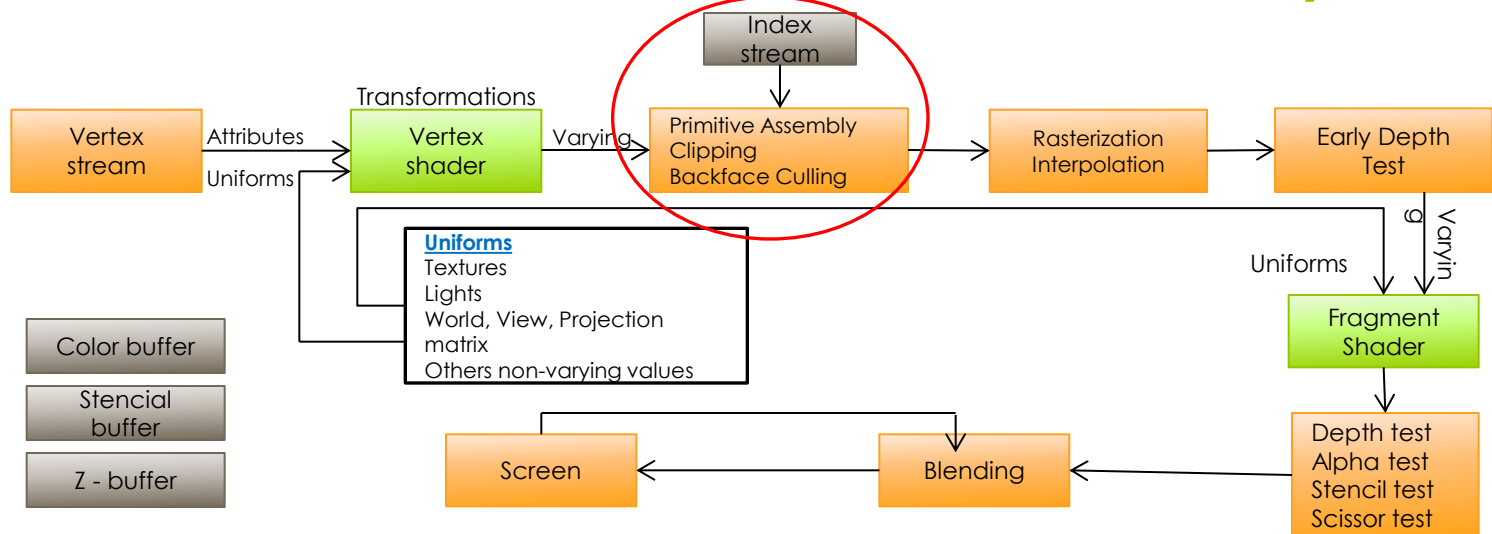 Index
stream
Transformations
Vertex
stream
Attributes
Uniforms
Vertex
shader
Varying
Primitive Assembly
Clipping
Backface Culling
Rasterization
Interpolation
Early Depth
Test
Varyin
g
Uniforms
Uniforms
Textures
Lights
World, View, Projection
matrix
Others non-varying values
Fragment
Shader
Color buffer
Stencial
buffer
Z - buffer
Screen
Blending
Depth test
Alpha test
Stencil test
Scissor test